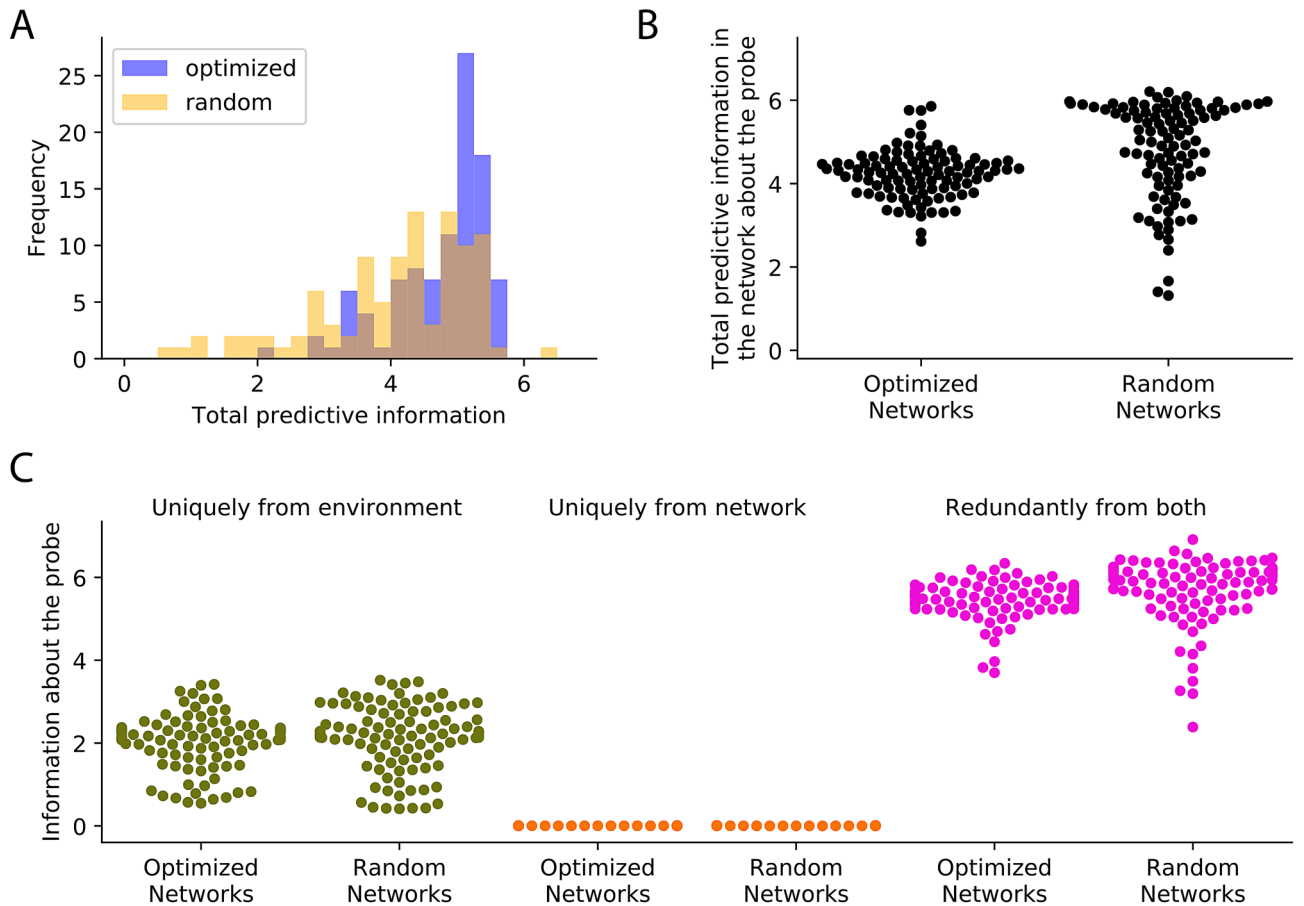 A
optimized
random
25
20
15
10
5
0
Frequency
0 2 4 6
Total predictive information
B
Total predictive information in
the network about the probe
6
4
2
0
Optimized
Networks
Random
Networks
C
Uniquely from environment
Uniquely from network
Redundantly from both
Information about the probe
6
4
2
0
Optimized
Networks
Random
Networks
Optimized
Networks
Random
Networks
Optimized
Networks
Random
Networks